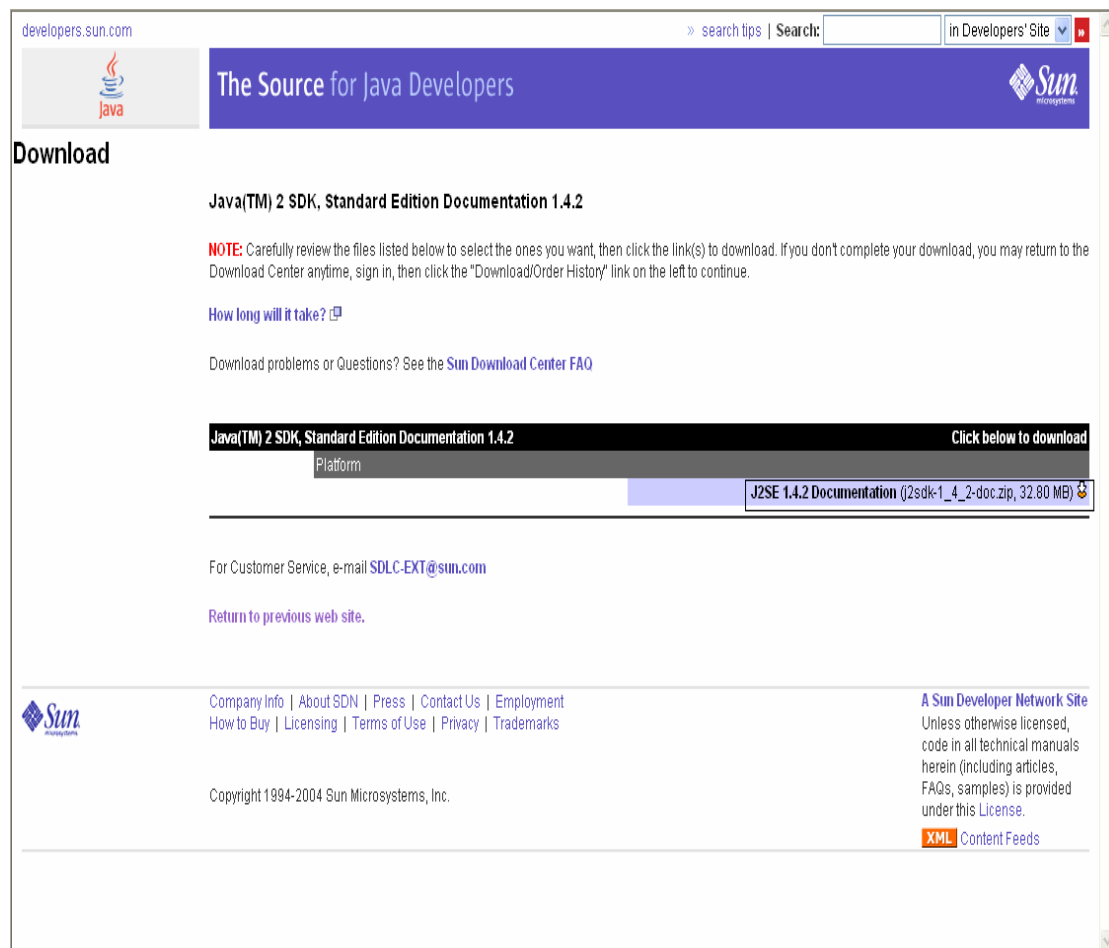 developers.sun.com
» search tips | Search:
in Developers' Site
Java
The Source for Java Developers
Sun
microsystems
Download
Java(TM) 2 SDK, Standard Edition Documentation 1.4.2
NOTE: Carefully review the files listed below to select the ones you want, then click the link(s) to download. If you don't complete your download, you may return to the
Download Center anytime, sign in, then click the "Download/Order History" link on the left to continue.
How long will it take?
Download problems or Questions? See the Sun Download Center FAQ
Java(TM) 2 SDK, Standard Edition Documentation 1.4.2 Click below to download
Platform
J2SE 1.4.2 Documentation (j2sdk-1_4_2-doc.zip, 32.80 MB)
For Customer Service, e-mail SDLC-EXT@sun.com
Return to previous web site.
Sun
microsystems
Company Info | About SDN | Press | Contact Us | Employment
How to Buy | Licensing | Terms of Use | Privacy | Trademarks
Copyright 1994-2004 Sun Microsystems, Inc.
A Sun Developer Network Site
Unless otherwise licensed,
code in all technical manuals
herein (including articles,
FAQs, samples) is provided
under this License.
XML Content Feeds